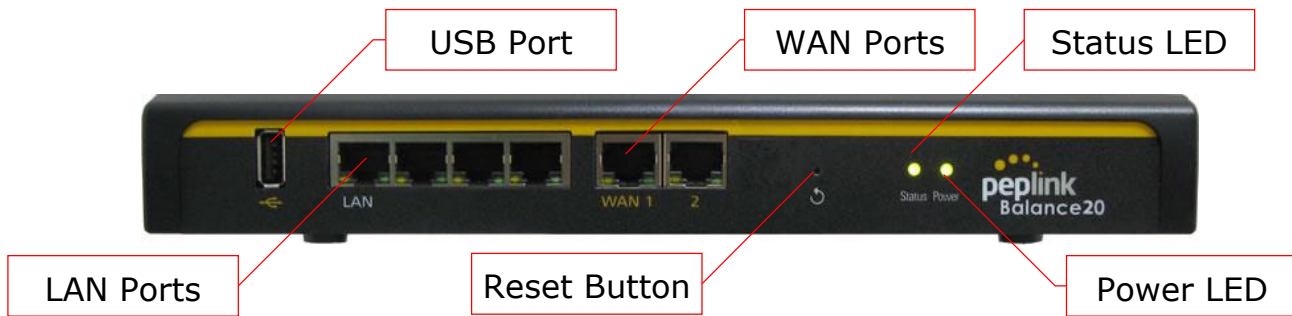 USB Port
WAN Ports
Status LED
LAN
WAN 1
2
Status Power
peplink
Balance20
LAN Ports
Reset Button
Power LED